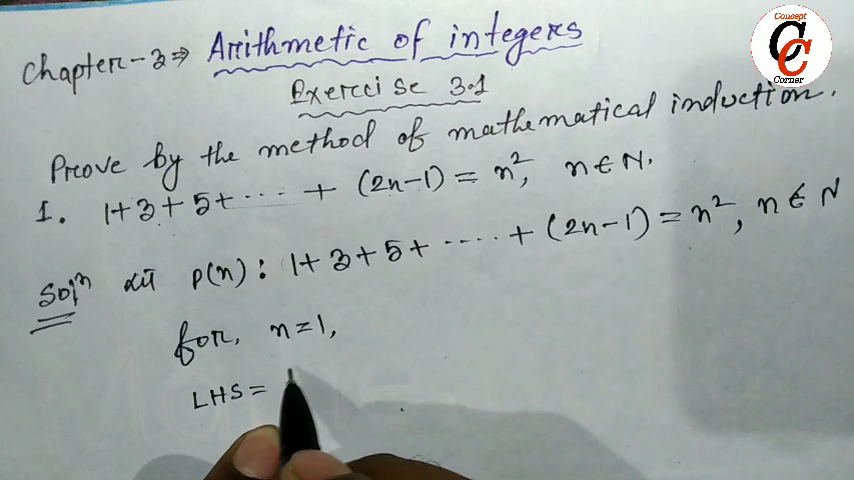 Concept
CC
Corner
Chapter-3⇒ Arithmetic of integers
Exercise 3.1
Prove by the method of mathematical induction.
1. 1+3+5+ ···· + (2n-1) = n², n∈N.
Solⁿ P(n): 1+3+5+ ····· + (2n-1) = n², n∈N
for, n=1,
LHS=